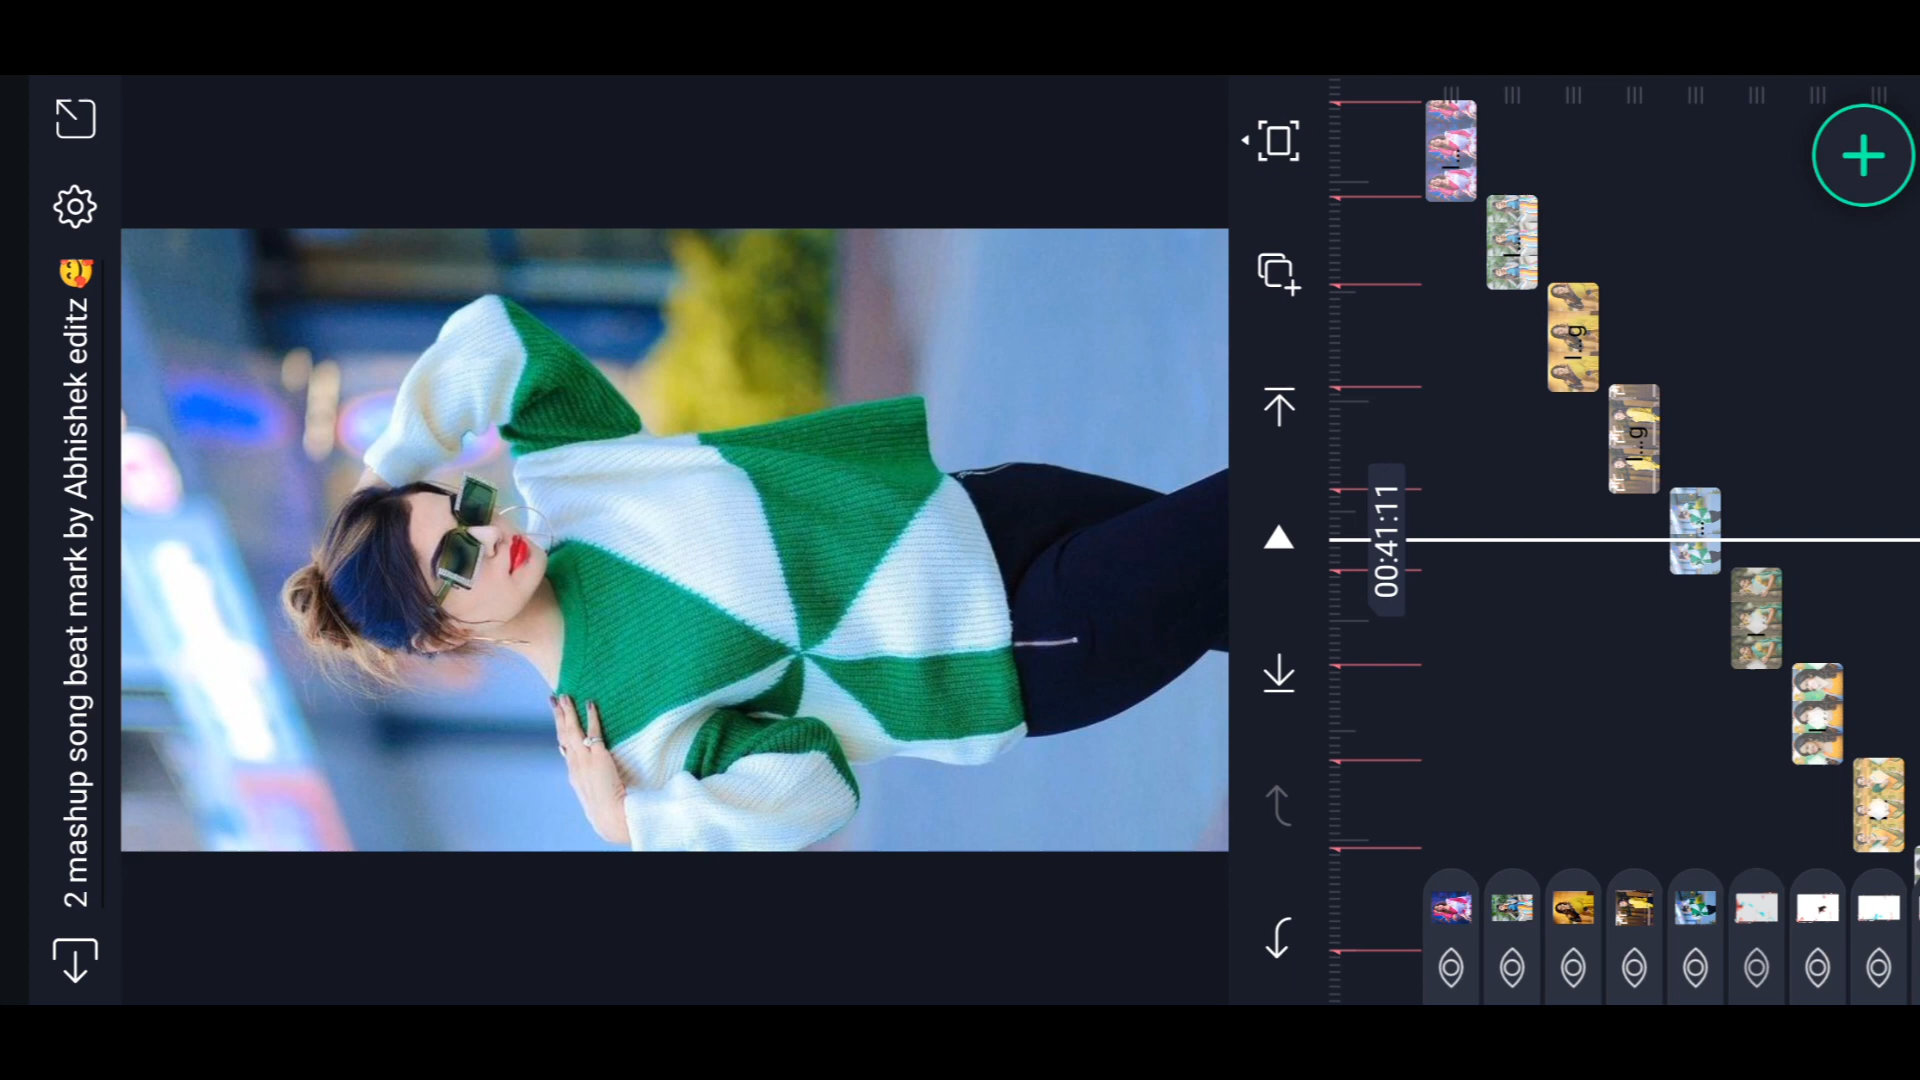 2 mashup song beat mark by Abhishek editz 🥰
00:41:11
I...
I...
I...g
I...g
...
I
I...